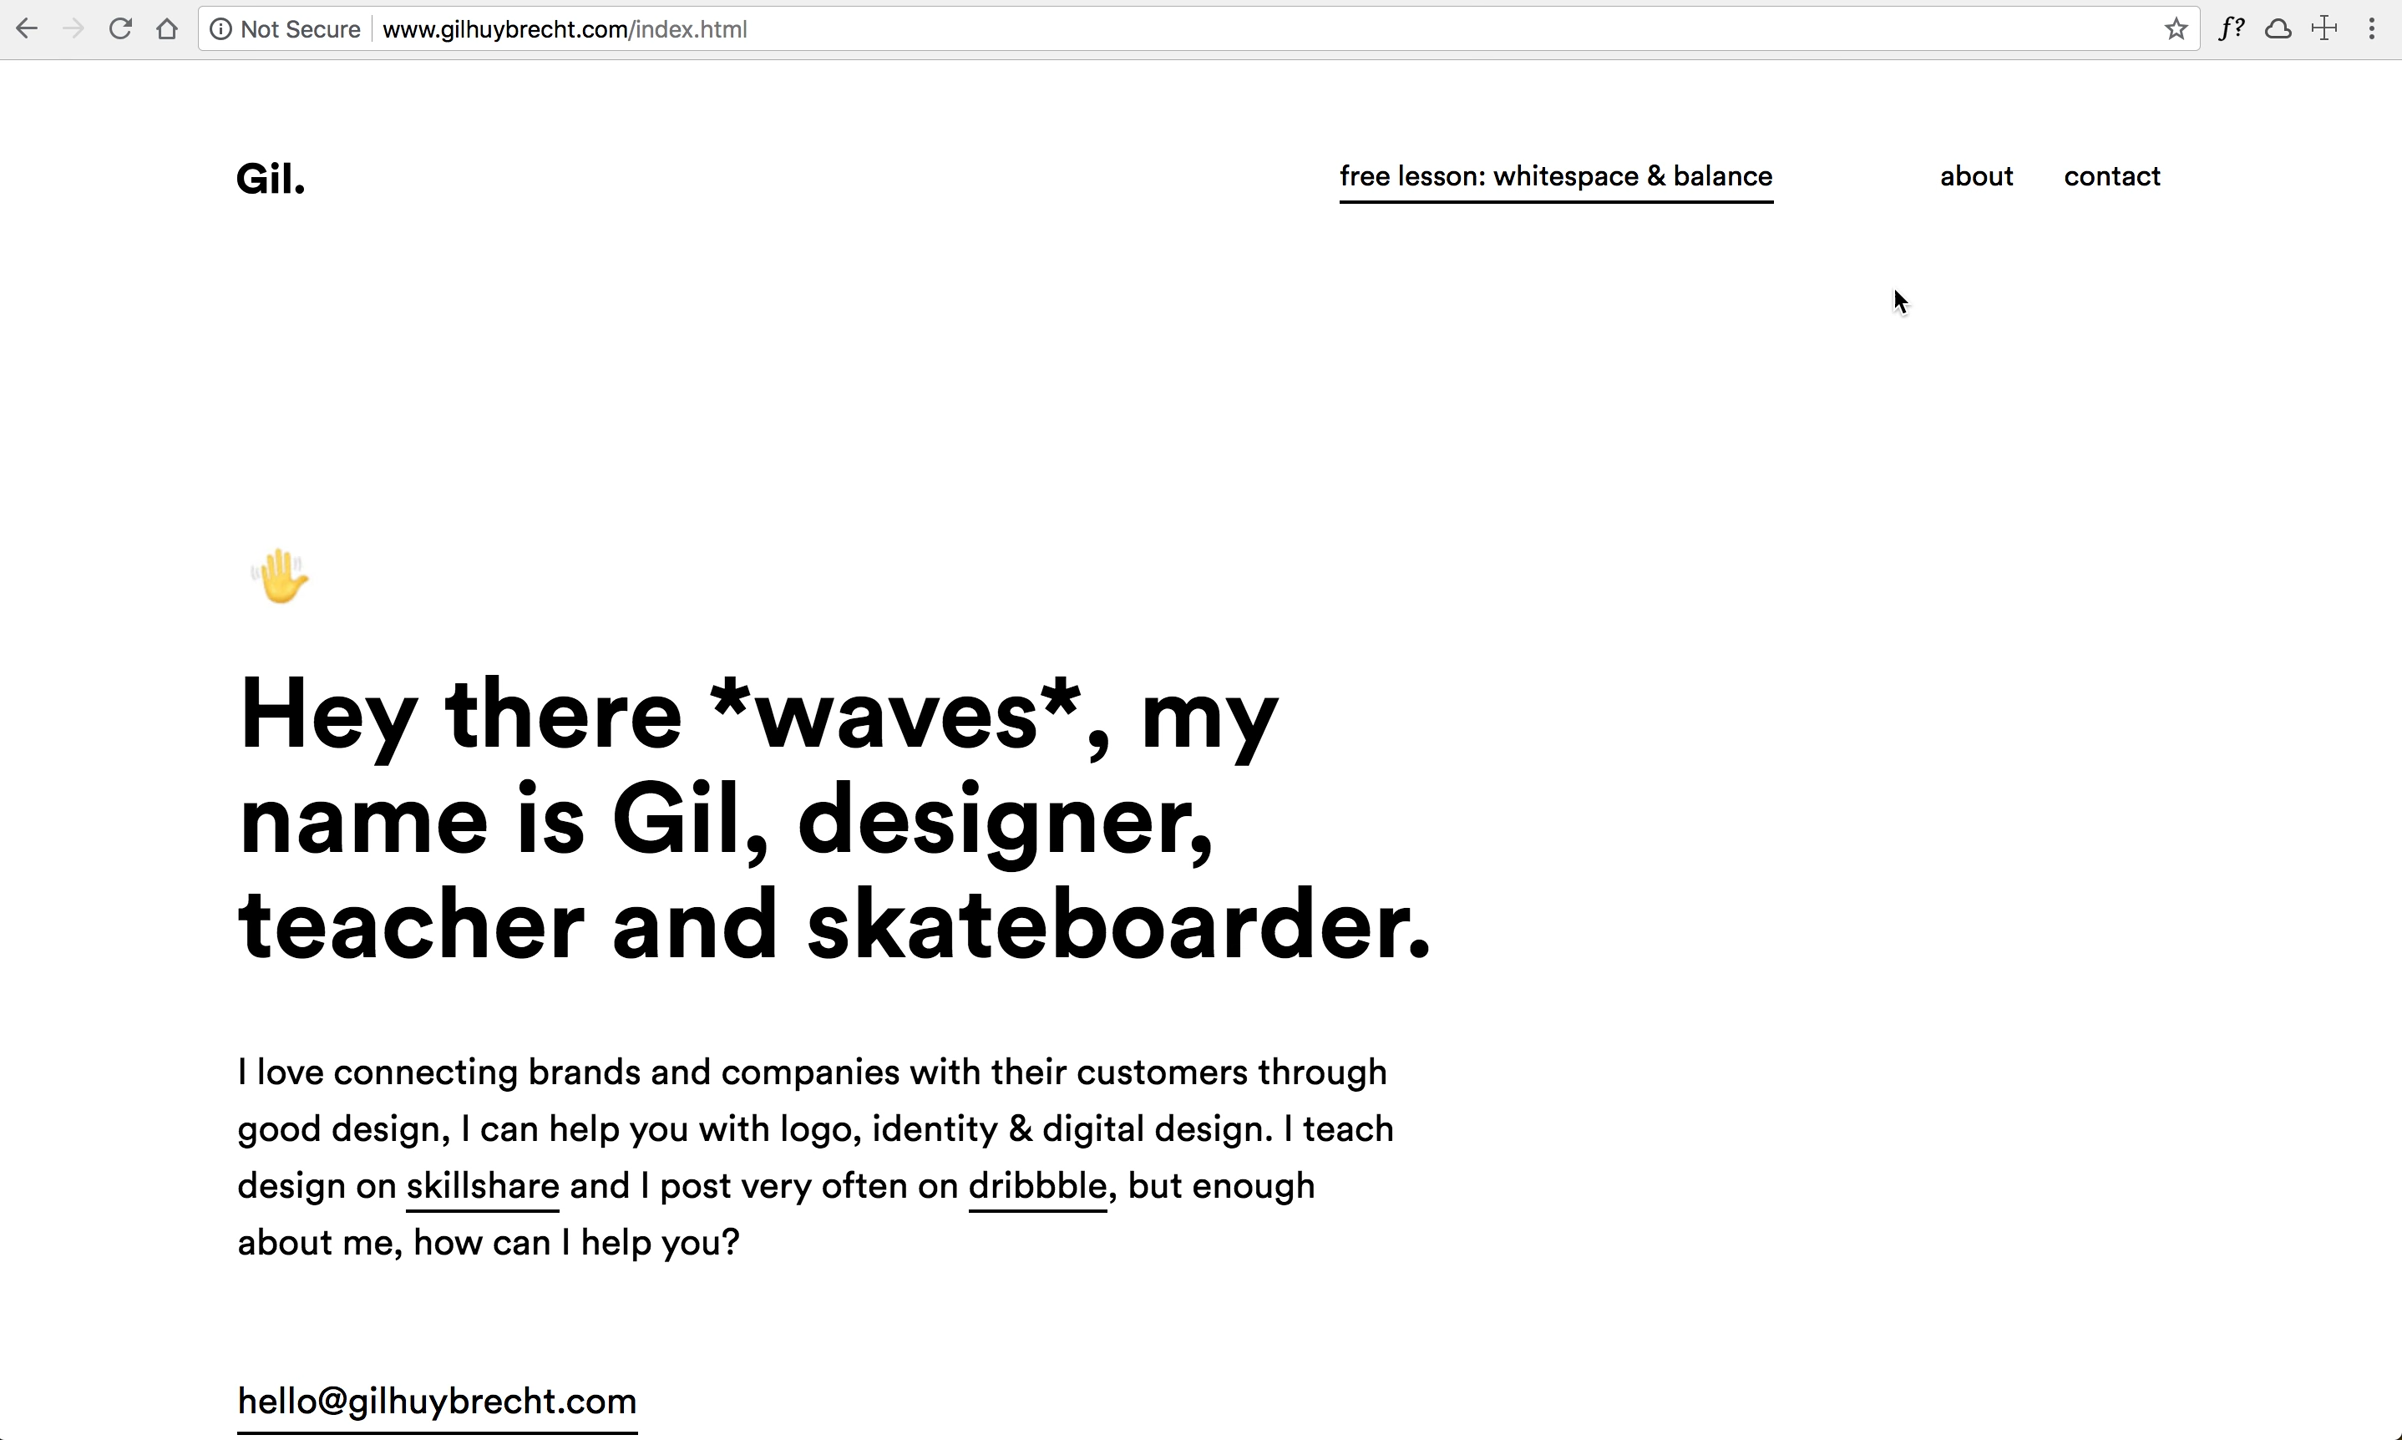 Not Secure www.gilhuybrecht.com/index.html f?
Gil.
free lesson: whitespace & balance about contact
Hey there *waves*, my
name is Gil, designer,
teacher and skateboarder.
I love connecting brands and companies with their customers through
good design, I can help you with logo, identity & digital design. I teach
design on skillshare and I post very often on dribbble, but enough
about me, how can I help you?
hello@gilhuybrecht.com